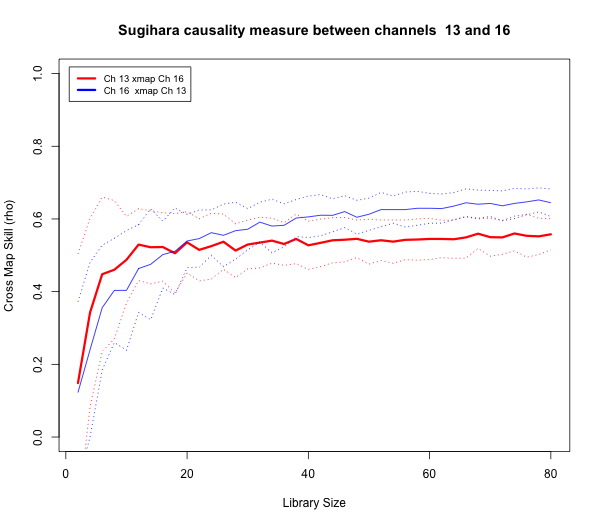 Sugihara causality measure between channels  13 and 16
Ch 13 xmap Ch 16
Ch 16  xmap Ch 13
Cross Map Skill (rho)
1.0
0.8
0.6
0.4
0.2
0.0
0 20 40 60 80
Library Size